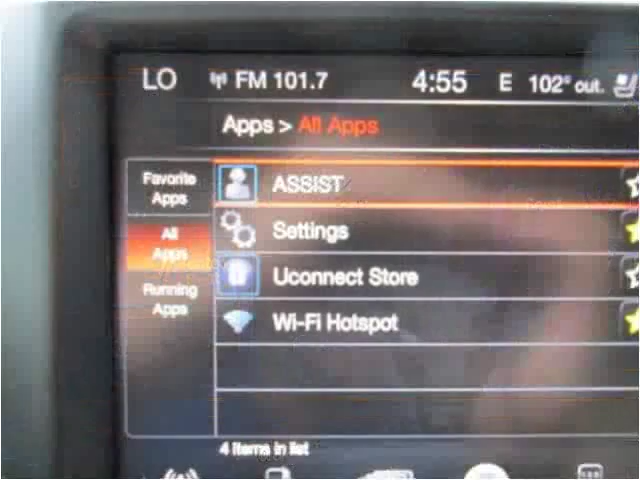 LO FM 101.7 4:55 E 102° out.
Apps > All Apps
Favorite
Apps
ASSIST
All
Apps
Settings
Running
Apps
Uconnect Store
Wi-Fi Hotspot
4 items in list